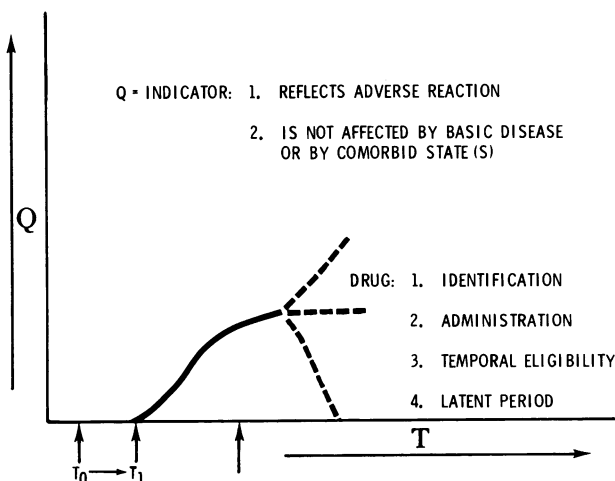 Q = INDICATOR: 1. REFLECTS ADVERSE REACTION
2. IS NOT AFFECTED BY BASIC DISEASE
OR BY COMORBID STATE(S)
Q
DRUG: 1. IDENTIFICATION
2. ADMINISTRATION
3. TEMPORAL ELIGIBILITY
4. LATENT PERIOD
T
T₀ T₁